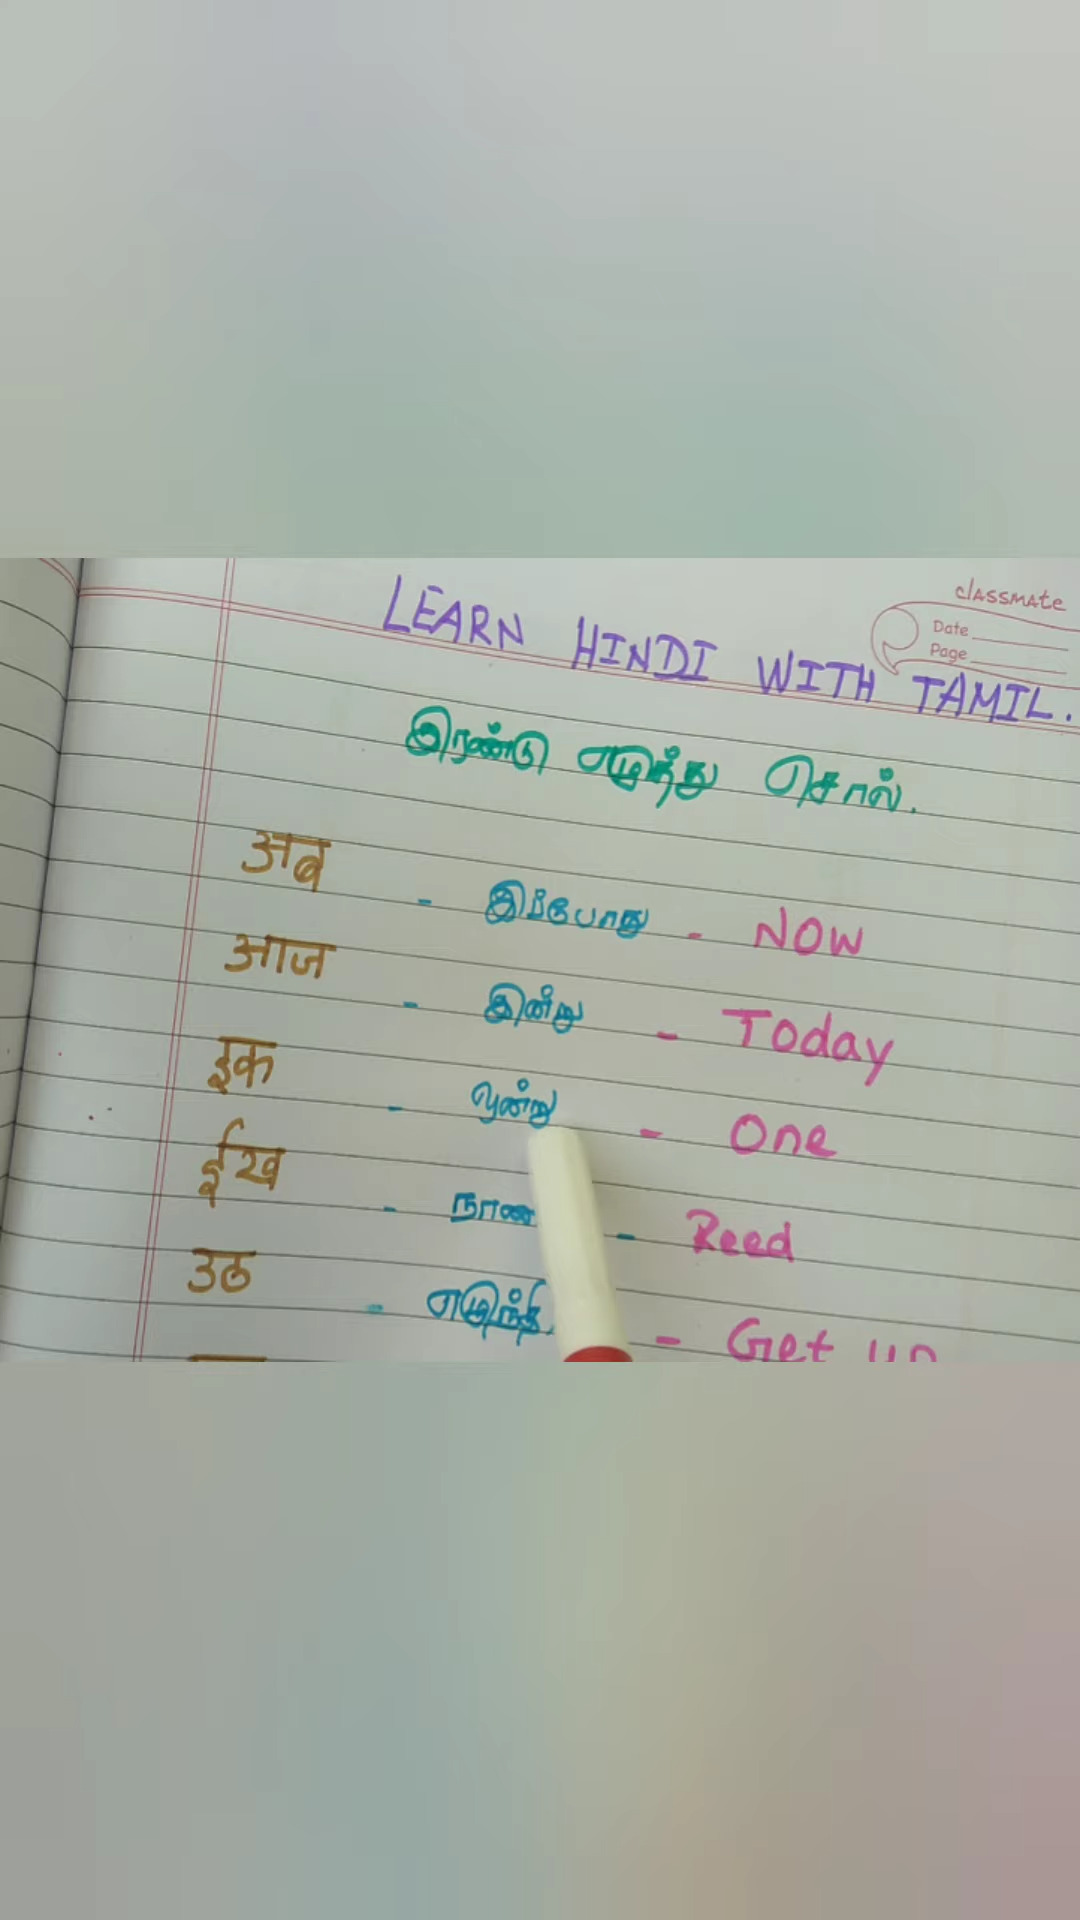 classmate
Date
Page
LEARN HINDI WITH TAMIL.
இரண்டு எழுத்து சொல்.
अब - இப்போது - NOW
आज - இன்று - Today
इक - ஒன்று - One
ईख - நாண - Reed
उठ - எழுந்தி - Get up